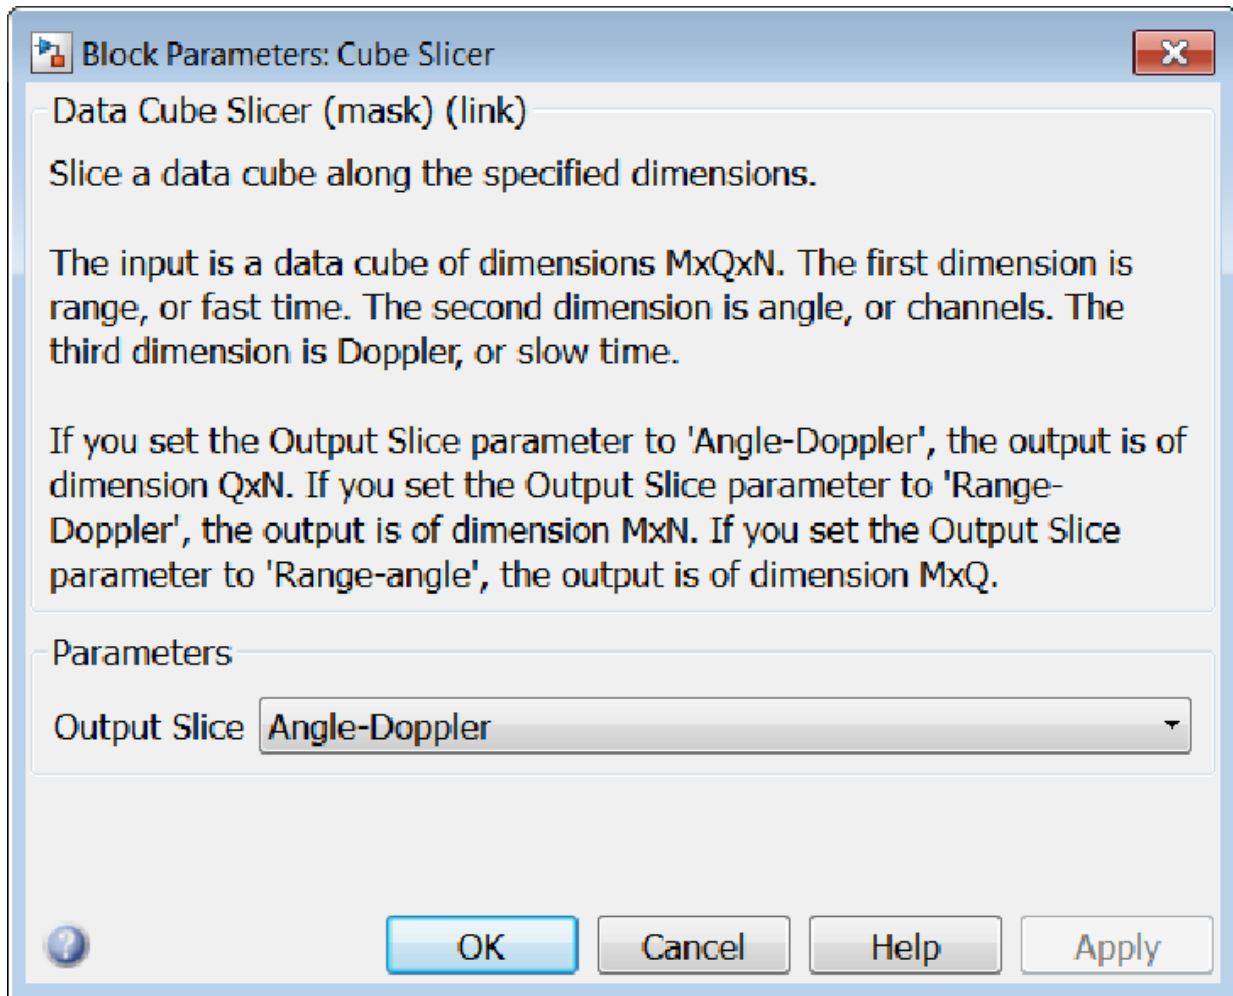 Block Parameters: Cube Slicer
Data Cube Slicer (mask) (link)
Slice a data cube along the specified dimensions.
The input is a data cube of dimensions MxQxN. The first dimension is
range, or fast time. The second dimension is angle, or channels. The
third dimension is Doppler, or slow time.
If you set the Output Slice parameter to 'Angle-Doppler', the output is of
dimension QxN. If you set the Output Slice parameter to 'Range-
Doppler', the output is of dimension MxN. If you set the Output Slice
parameter to 'Range-angle', the output is of dimension MxQ.
Parameters
Output Slice Angle-Doppler
? OK Cancel Help Apply